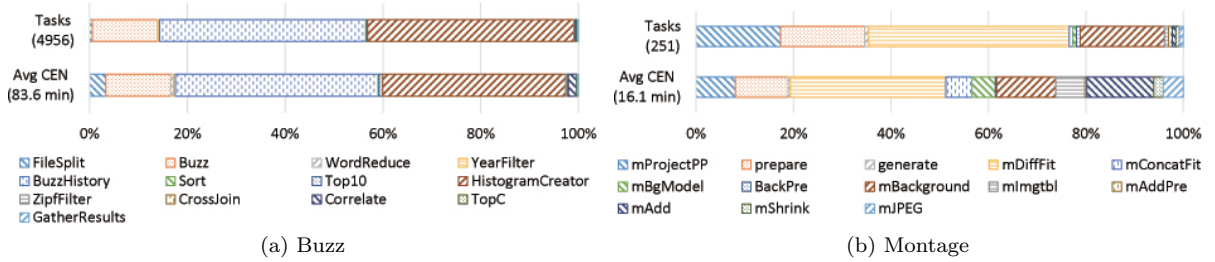 Tasks
(4956)
Avg CEN
(83.6 min)
0% 20% 40% 60% 80% 100%
FileSplit Buzz WordReduce YearFilter
BuzzHistory Sort Top10 HistogramCreator
ZipfFilter CrossJoin Correlate TopC
GatherResults
(a) Buzz
Tasks
(251)
Avg CEN
(16.1 min)
0% 20% 40% 60% 80% 100%
mProjectPP prepare generate mDiffFit mConcatFit
mBgModel BackPre mBackground mImgtbl mAddPre
mAdd mShrink mJPEG
(b) Montage